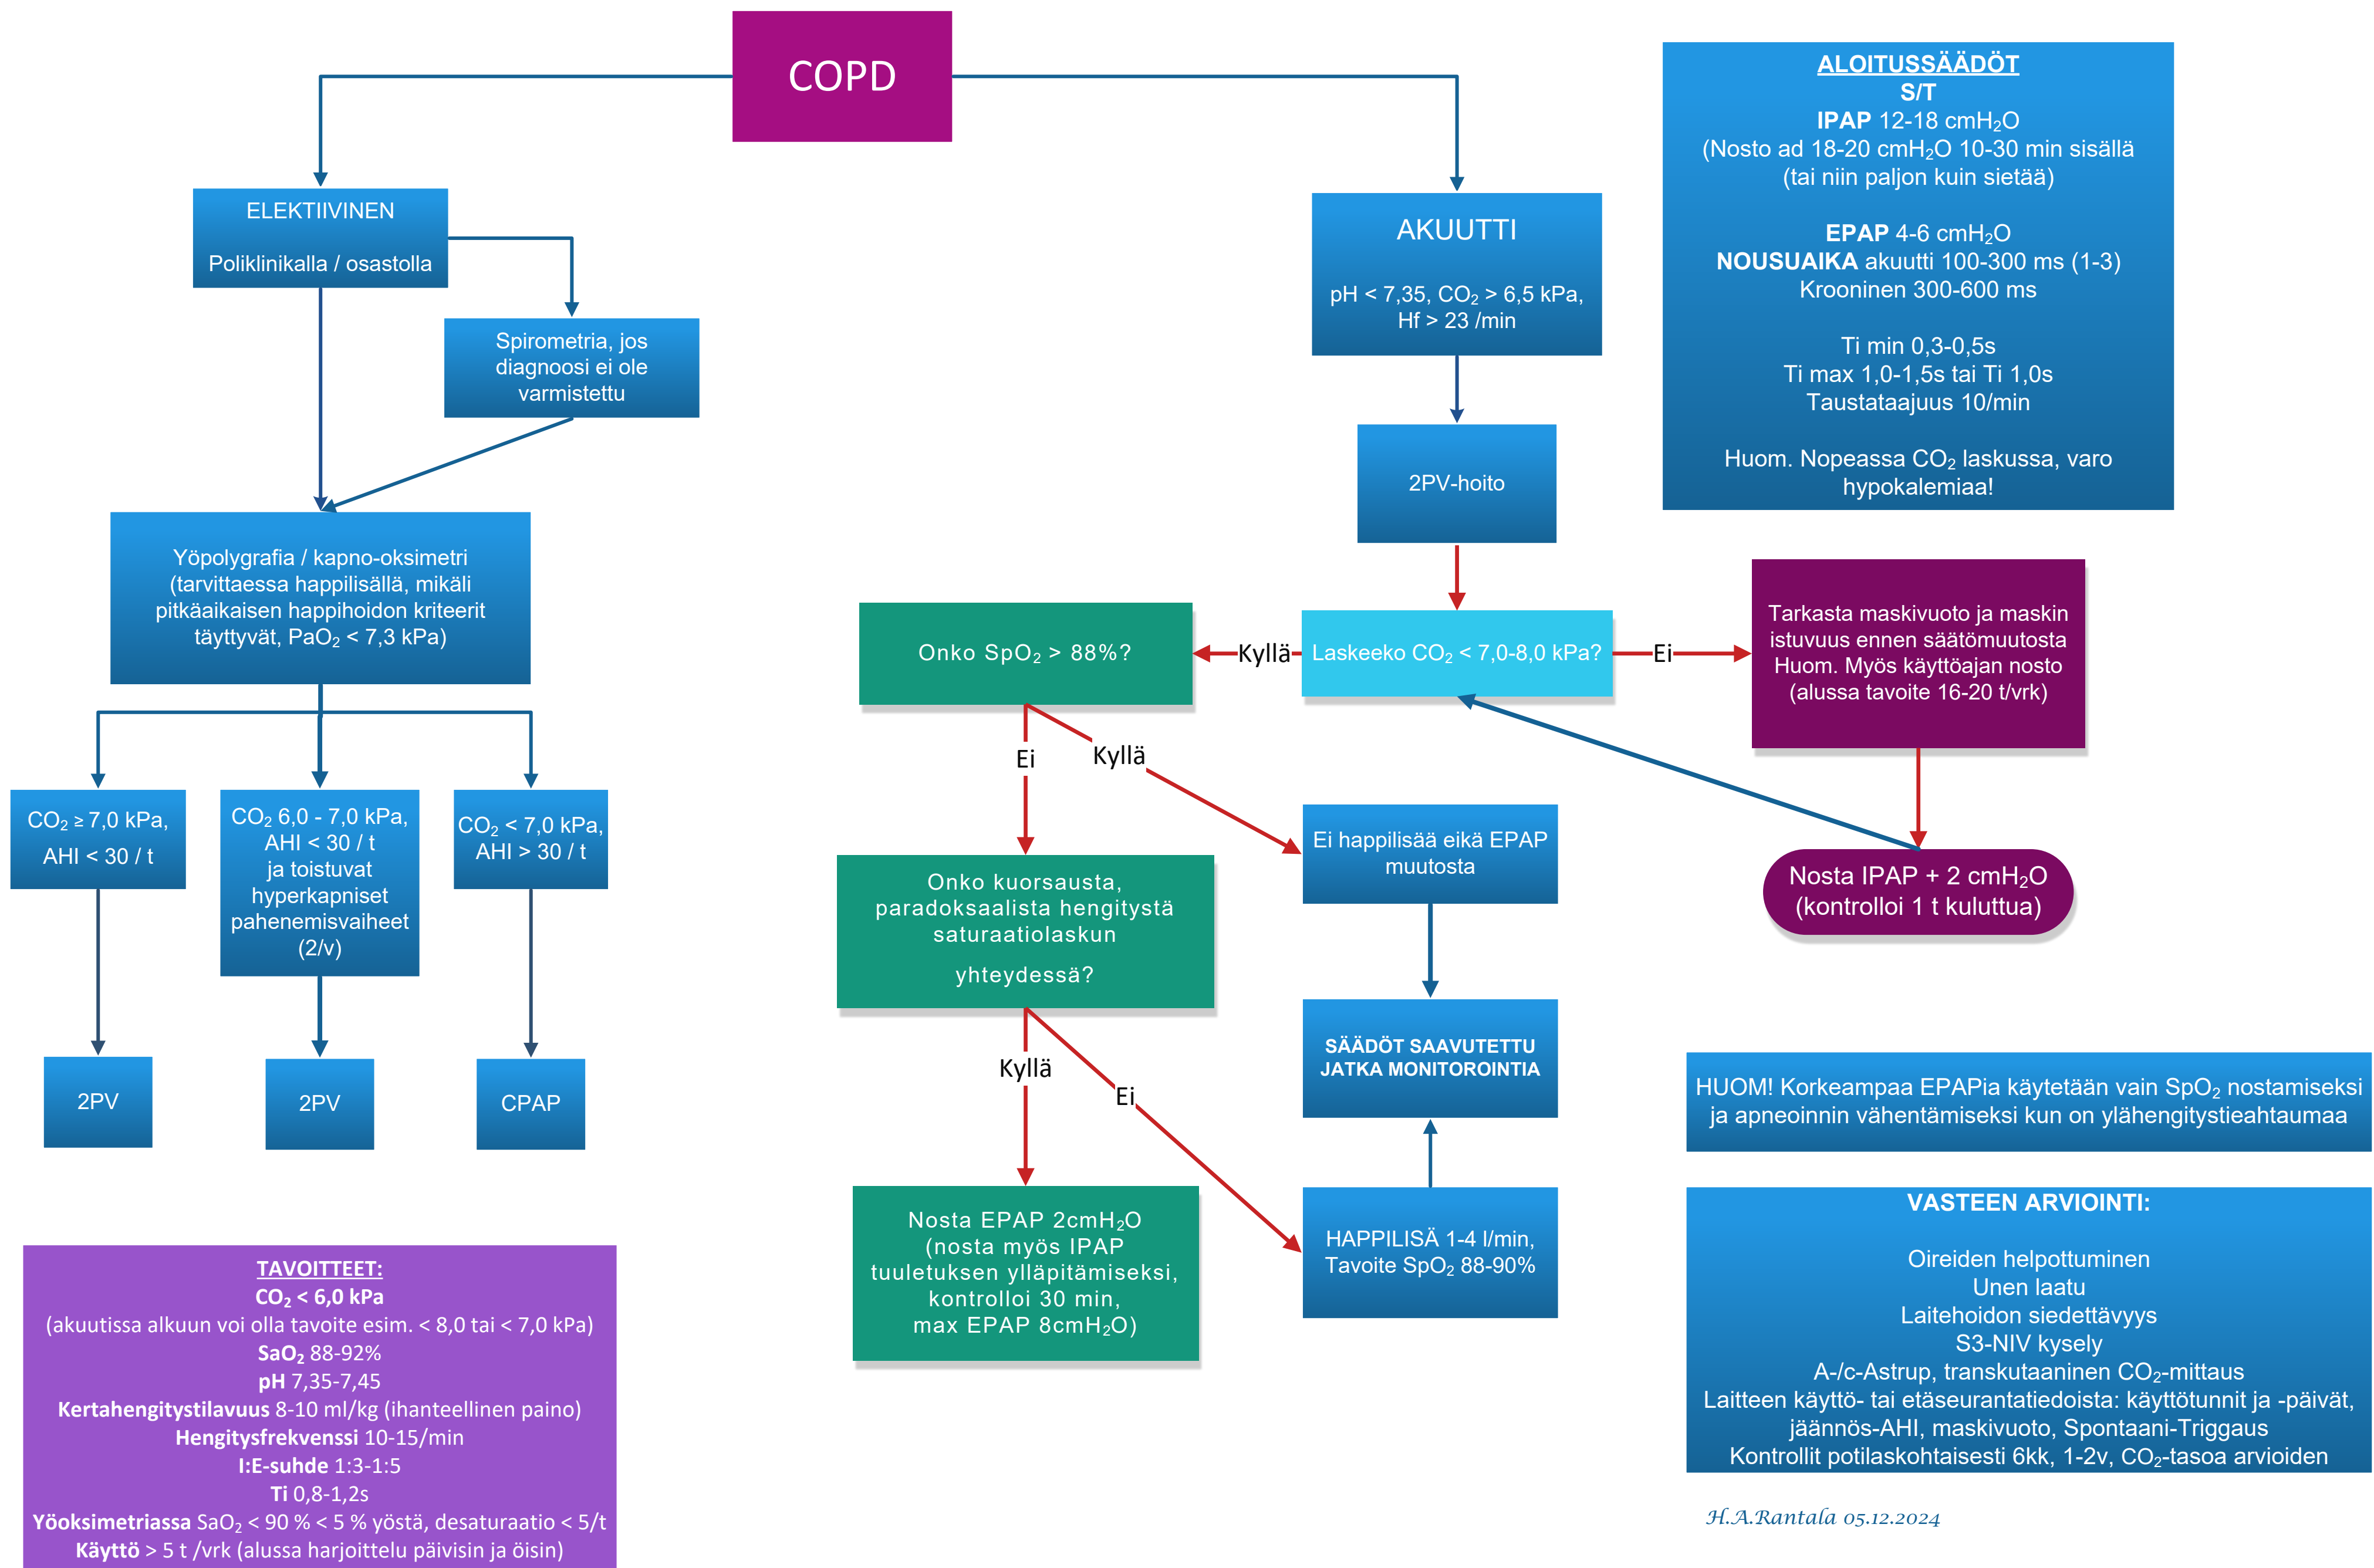 COPD
ELEKTIIVINEN
Poliklinikalla / osastolla
Spirometria, jos
diagnoosi ei ole
varmistettu
Yöpolygrafia / kapno-oksimetri
(tarvittaessa happilisällä, mikäli
pitkäaikaisen happihoidon kriteerit
täyttyvät, PaO₂ < 7,3 kPa)
CO₂ ≥ 7,0 kPa,
AHI < 30 / t
CO₂ 6,0 - 7,0 kPa,
AHI < 30 / t
ja toistuvat
hyperkapniset
pahenemisvaiheet
(2/v)
CO₂ < 7,0 kPa,
AHI > 30 / t
2PV
2PV
CPAP
TAVOITTEET:
CO₂ < 6,0 kPa
(akuutissa alkuun voi olla tavoite esim. < 8,0 tai < 7,0 kPa)
SaO₂ 88-92%
pH 7,35-7,45
Kertahengitystilavuus 8-10 ml/kg (ihanteellinen paino)
Hengitysfrekvenssi 10-15/min
I:E-suhde 1:3-1:5
Ti 0,8-1,2s
Yöoksimetriassa SaO₂ < 90 % < 5 % yöstä, desaturaatio < 5/t
Käyttö > 5 t /vrk (alussa harjoittelu päivisin ja öisin)
AKUUTTI
pH < 7,35, CO₂ > 6,5 kPa,
Hf > 23 /min
2PV-hoito
Laskeeko CO₂ < 7,0-8,0 kPa?
Kyllä
Ei
Onko SpO₂ > 88%?
Ei
Kyllä
Onko kuorsausta,
paradoksaalista hengitystä
saturaatiolaskun
yhteydessä?
Kyllä
Ei
Nosta EPAP 2cmH₂O
(nosta myös IPAP
tuuletuksen ylläpitämiseksi,
kontrolloi 30 min,
max EPAP 8cmH₂O)
Ei happilisää eikä EPAP
muutosta
SÄÄDÖT SAAVUTETTU
JATKA MONITOROINTIA
HAPPILISÄ 1-4 l/min,
Tavoite SpO₂ 88-90%
Tarkasta maskivuoto ja maskin
istuvuus ennen säätömuutosta
Huom. Myös käyttöajan nosto
(alussa tavoite 16-20 t/vrk)
Nosta IPAP + 2 cmH₂O
(kontrolloi 1 t kuluttua)
ALOITUSSÄÄDÖT
S/T
IPAP 12-18 cmH₂O
(Nosto ad 18-20 cmH₂O 10-30 min sisällä
(tai niin paljon kuin sietää)
EPAP 4-6 cmH₂O
NOUSUAIKA akuutti 100-300 ms (1-3)
Krooninen 300-600 ms
Ti min 0,3-0,5s
Ti max 1,0-1,5s tai Ti 1,0s
Taustataajuus 10/min
Huom. Nopeassa CO₂ laskussa, varo
hypokalemiaa!
HUOM! Korkeampaa EPAPia käytetään vain SpO₂ nostamiseksi
ja apneoinnin vähentämiseksi kun on ylähengitystieahtaumaa
VASTEEN ARVIOINTI:
Oireiden helpottuminen
Unen laatu
Laitehoidon siedettävyys
S3-NIV kysely
A-/c-Astrup, transkutaaninen CO₂-mittaus
Laitteen käyttö- tai etäseurantatiedoista: käyttötunnit ja -päivät,
jäännös-AHI, maskivuoto, Spontaani-Triggaus
Kontrollit potilaskohtaisesti 6kk, 1-2v, CO₂-tasoa arvioiden
H.A.Rantala 05.12.2024